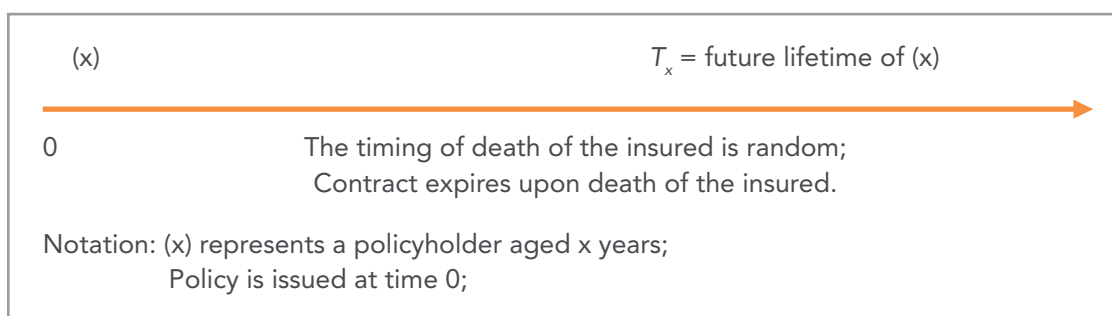 (x) Tₓ = future lifetime of (x)
0 The timing of death of the insured is random;
Contract expires upon death of the insured.
Notation: (x) represents a policyholder aged x years;
Policy is issued at time 0;